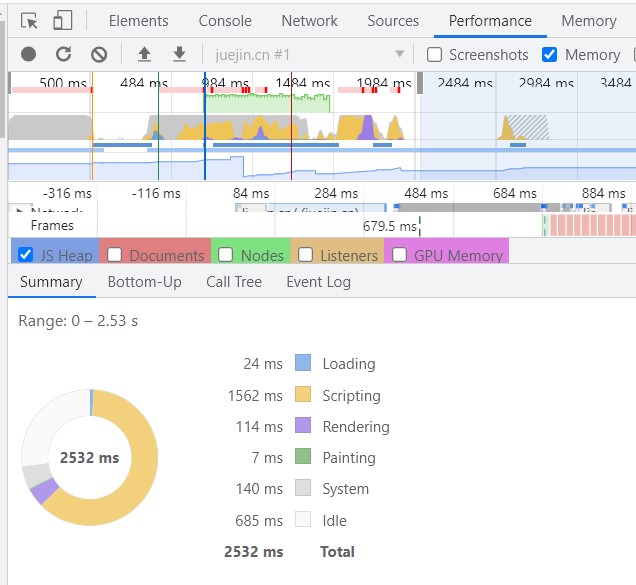 Elements Console Sources Network Performance Memory
juejin.cn #1 Screenshots Memory
500 ms 484 ms 984 ms 1484 ms 1984 ms 2484 ms 2984 ms 3484
-316 ms -116 ms 84 ms 284 ms 484 ms 684 ms 884 ms
Network
Frames 679.5 ms
JS Heap Documents Nodes Listeners GPU Memory
Summary Bottom-Up Call Tree Event Log
Range: 0 – 2.53 s
24 ms Loading
1562 ms Scripting
114 ms Rendering
7 ms Painting
2532 ms
140 ms System
685 ms Idle
2532 ms Total